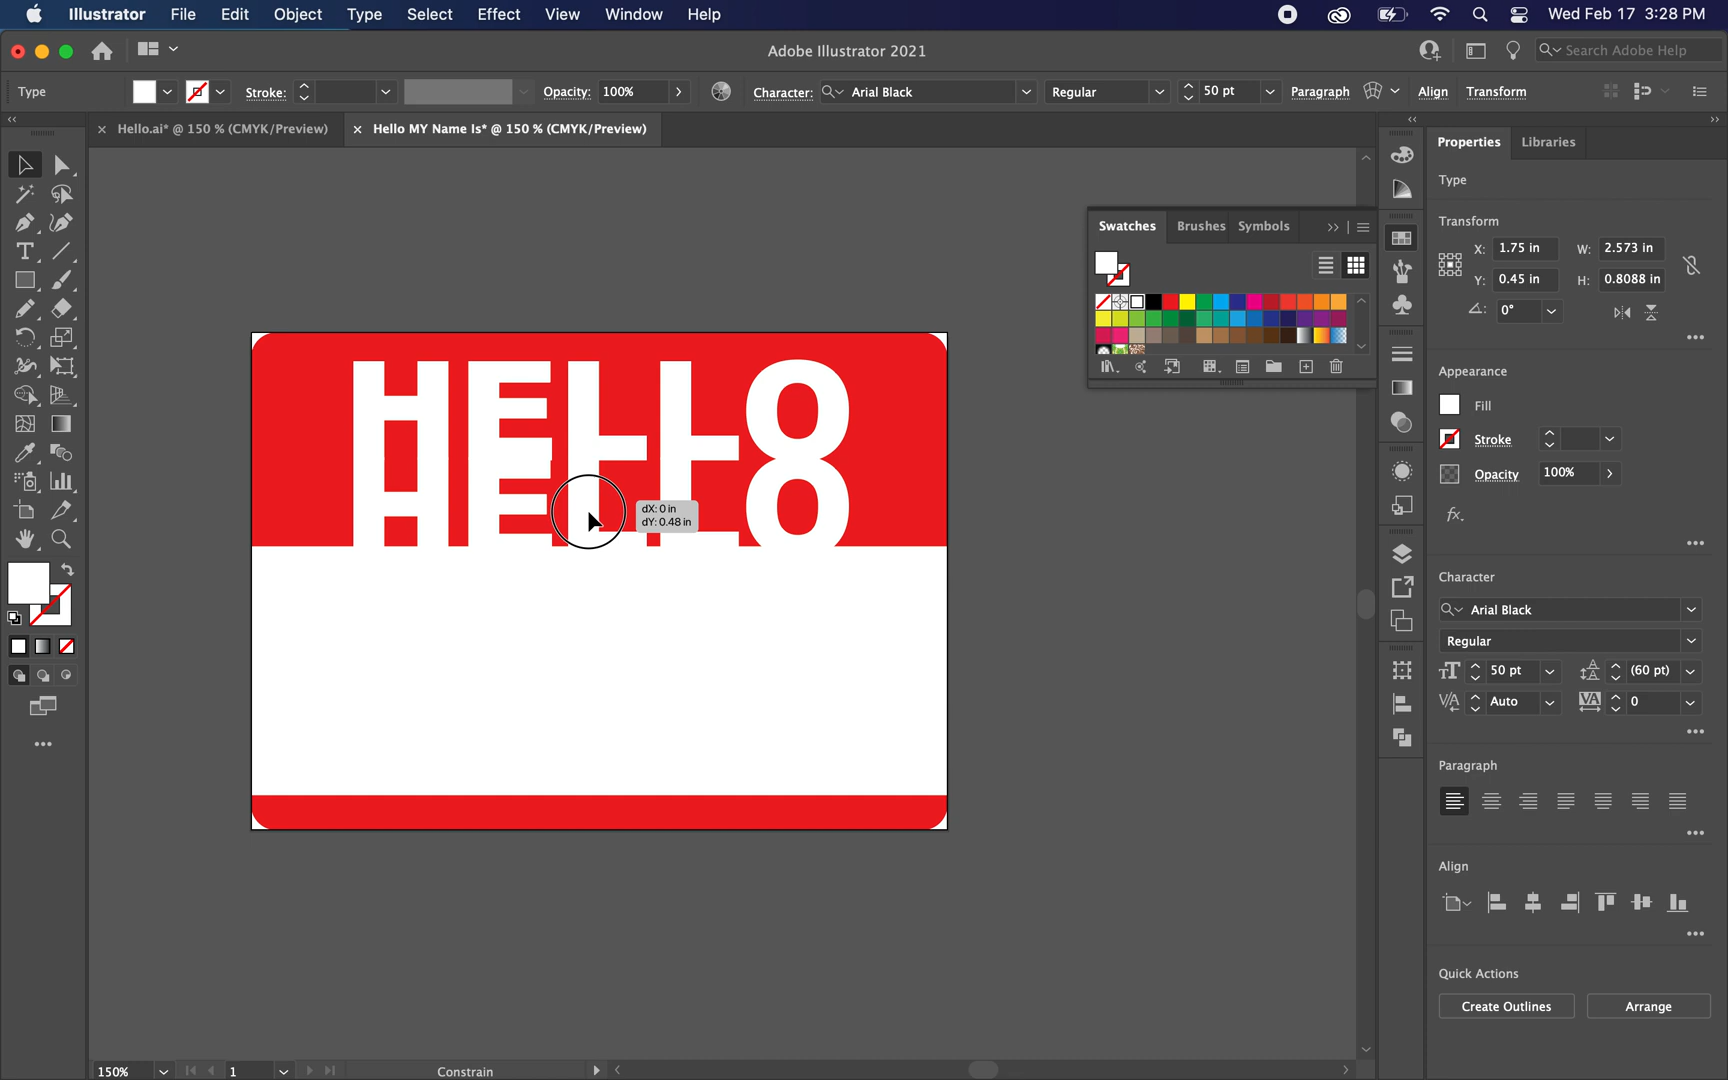 Illustrator File Edit Object Type Select Effect View Window Help Wed Feb 17 3:28 PM
Adobe Illustrator 2021 Search Adobe Help
Type Stroke: Opacity: 100% Character: Arial Black Regular 50 pt Paragraph Align Transform
Hello.ai* @ 150 % (CMYK/Preview) Hello MY Name Is* @ 150 % (CMYK/Preview)
Properties Libraries
Type
Transform
X: 1.75 in W: 2.573 in
Y: 0.45 in H: 0.8088 in
0°
Swatches Brushes Symbols
HELLO
HELLO
dX: 0 in
dY: 0.48 in
Appearance
Fill
Stroke
Opacity 100%
fx.
Character
Arial Black
Regular
50 pt (60 pt)
Auto 0
Paragraph
Align
Quick Actions
Create Outlines Arrange
150% 1 Constrain